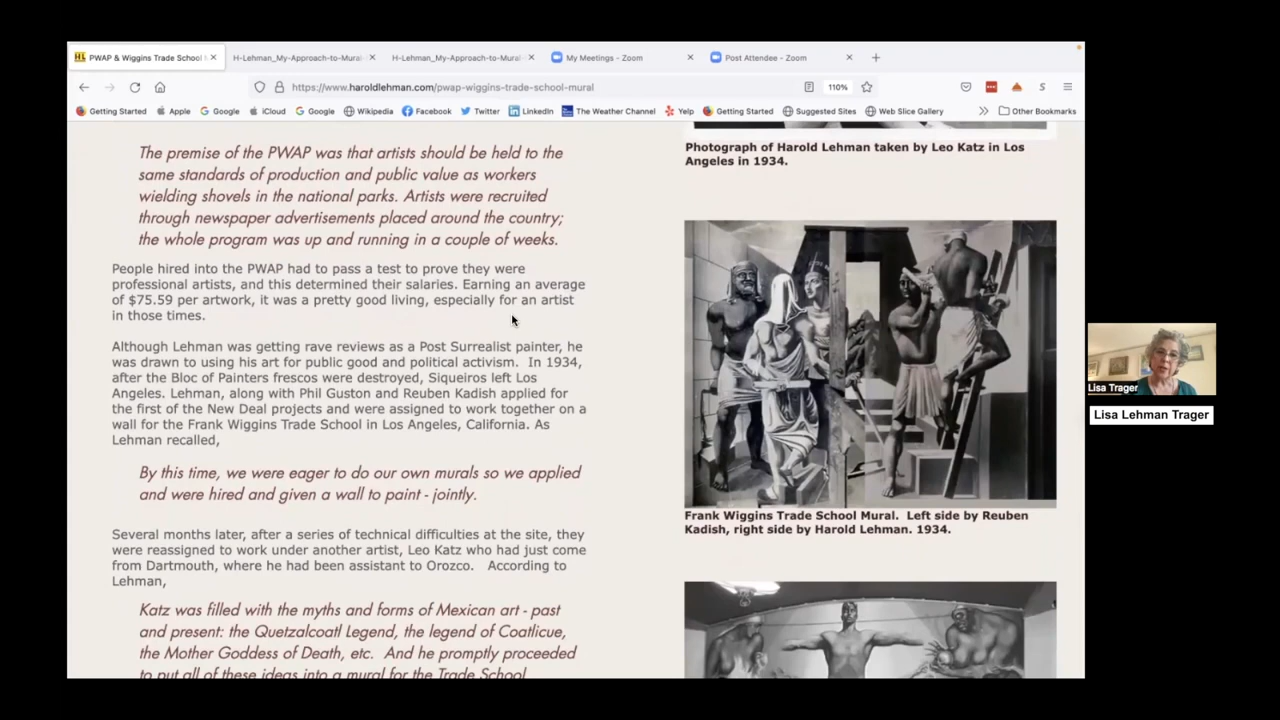 PWAP & Wiggins Trade School
H-Lehman_My-Approach-to-Mural-
H-Lehman_My-Approach-to-Mural-
My Meetings - Zoom
Post Attendee - Zoom
https://www.haroldlehman.com/pwap-wiggins-trade-school-mural
110%
Getting Started
Apple
Google
iCloud
Google
Wikipedia
Facebook
Twitter
LinkedIn
The Weather Channel
Yelp
Getting Started
Suggested Sites
Web Slice Gallery
Other Bookmarks
The premise of the PWAP was that artists should be held to the
same standards of production and public value as workers
wielding shovels in the national parks. Artists were recruited
through newspaper advertisements placed around the country;
the whole program was up and running in a couple of weeks.
People hired into the PWAP had to pass a test to prove they were
professional artists, and this determined their salaries. Earning an average
of $75.59 per artwork, it was a pretty good living, especially for an artist
in those times.
Although Lehman was getting rave reviews as a Post Surrealist painter, he
was drawn to using his art for public good and political activism.  In 1934,
after the Bloc of Painters frescos were destroyed, Siqueiros left Los
Angeles. Lehman, along with Phil Guston and Reuben Kadish applied for
the first of the New Deal projects and were assigned to work together on a
wall for the Frank Wiggins Trade School in Los Angeles, California. As
Lehman recalled,
By this time, we were eager to do our own murals so we applied
and were hired and given a wall to paint - jointly.
Several months later, after a series of technical difficulties at the site, they
were reassigned to work under another artist, Leo Katz who had just come
from Dartmouth, where he had been assistant to Orozco.   According to
Lehman,
Katz was filled with the myths and forms of Mexican art - past
and present: the Quetzalcoatl Legend, the legend of Coatlicue,
the Mother Goddess of Death, etc.  And he promptly proceeded
to put all of these ideas into a mural for the Trade School.
Photograph of Harold Lehman taken by Leo Katz in Los
Angeles in 1934.
Frank Wiggins Trade School Mural.  Left side by Reuben
Kadish, right side by Harold Lehman. 1934.
Lisa Trager
Lisa Lehman Trager